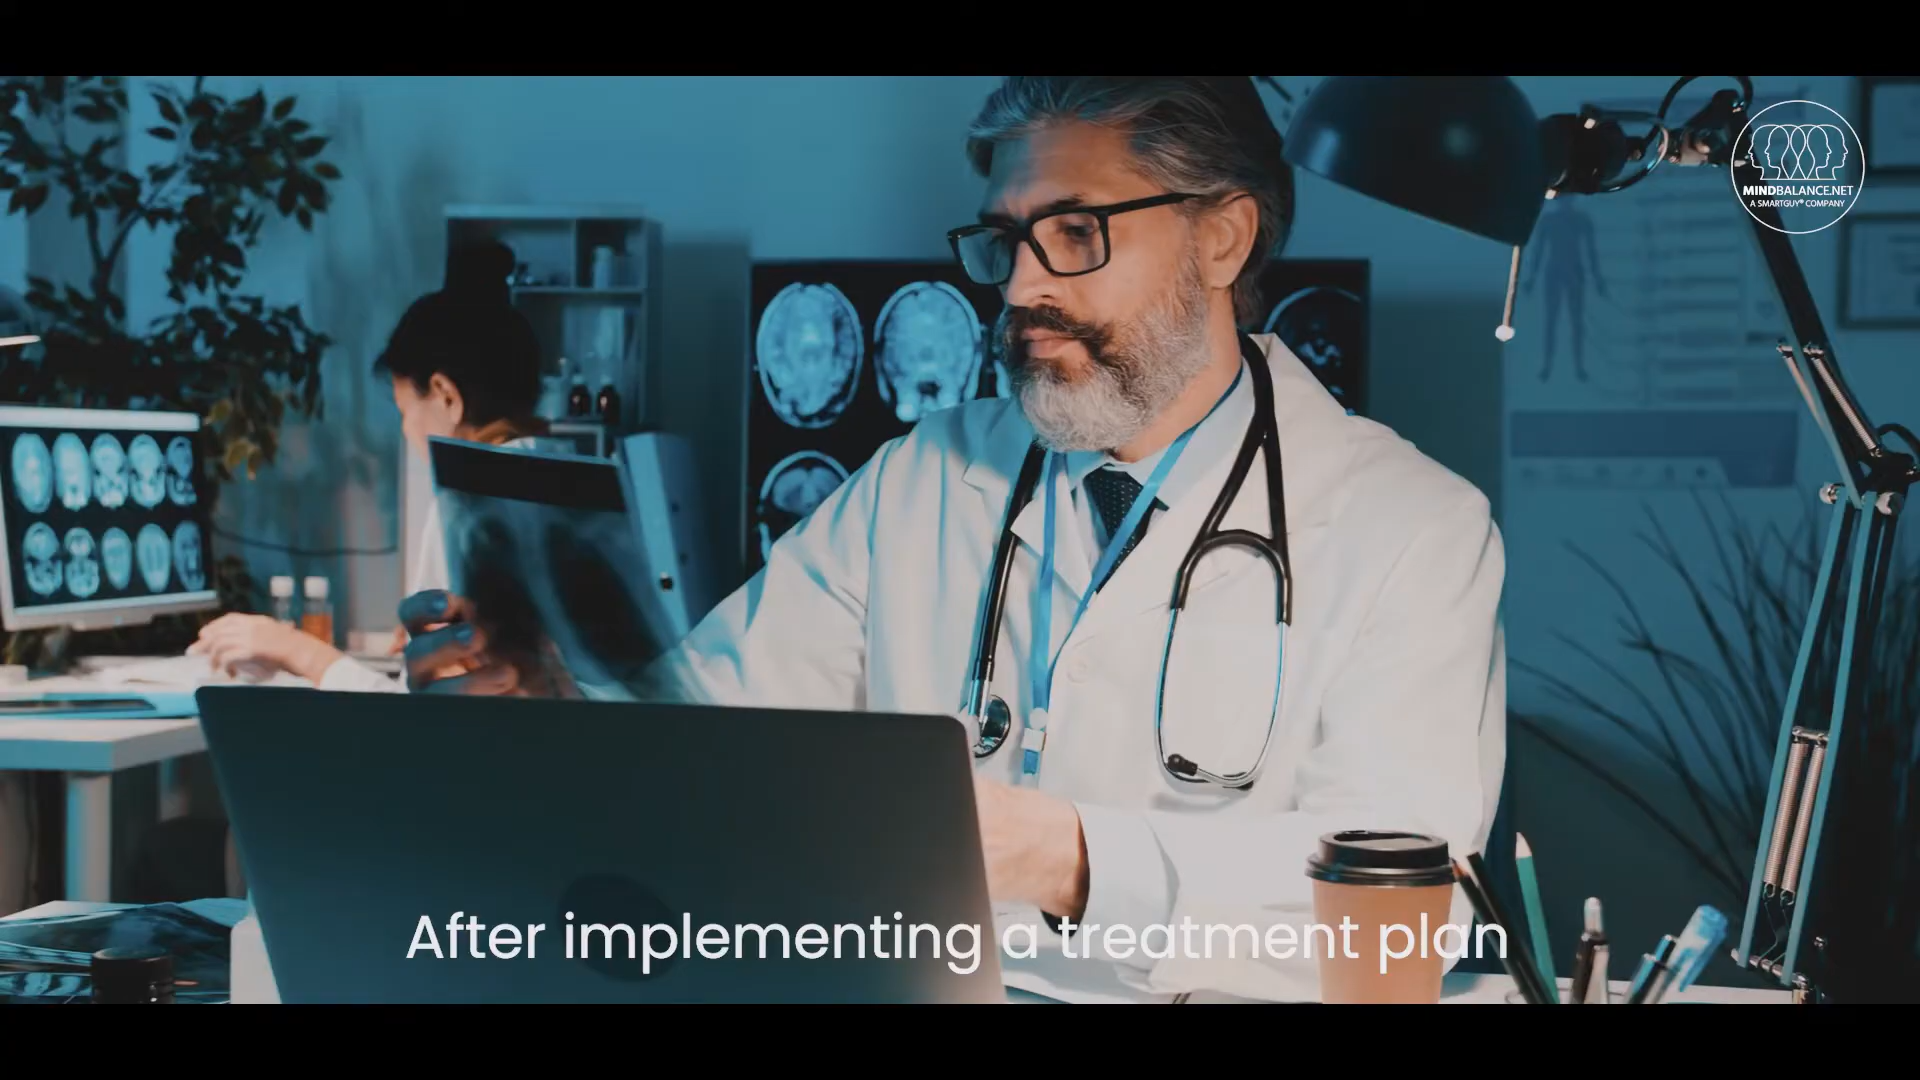 MINDBALANCE.NET
A SMARTGUY® COMPANY
After implementing a treatment plan